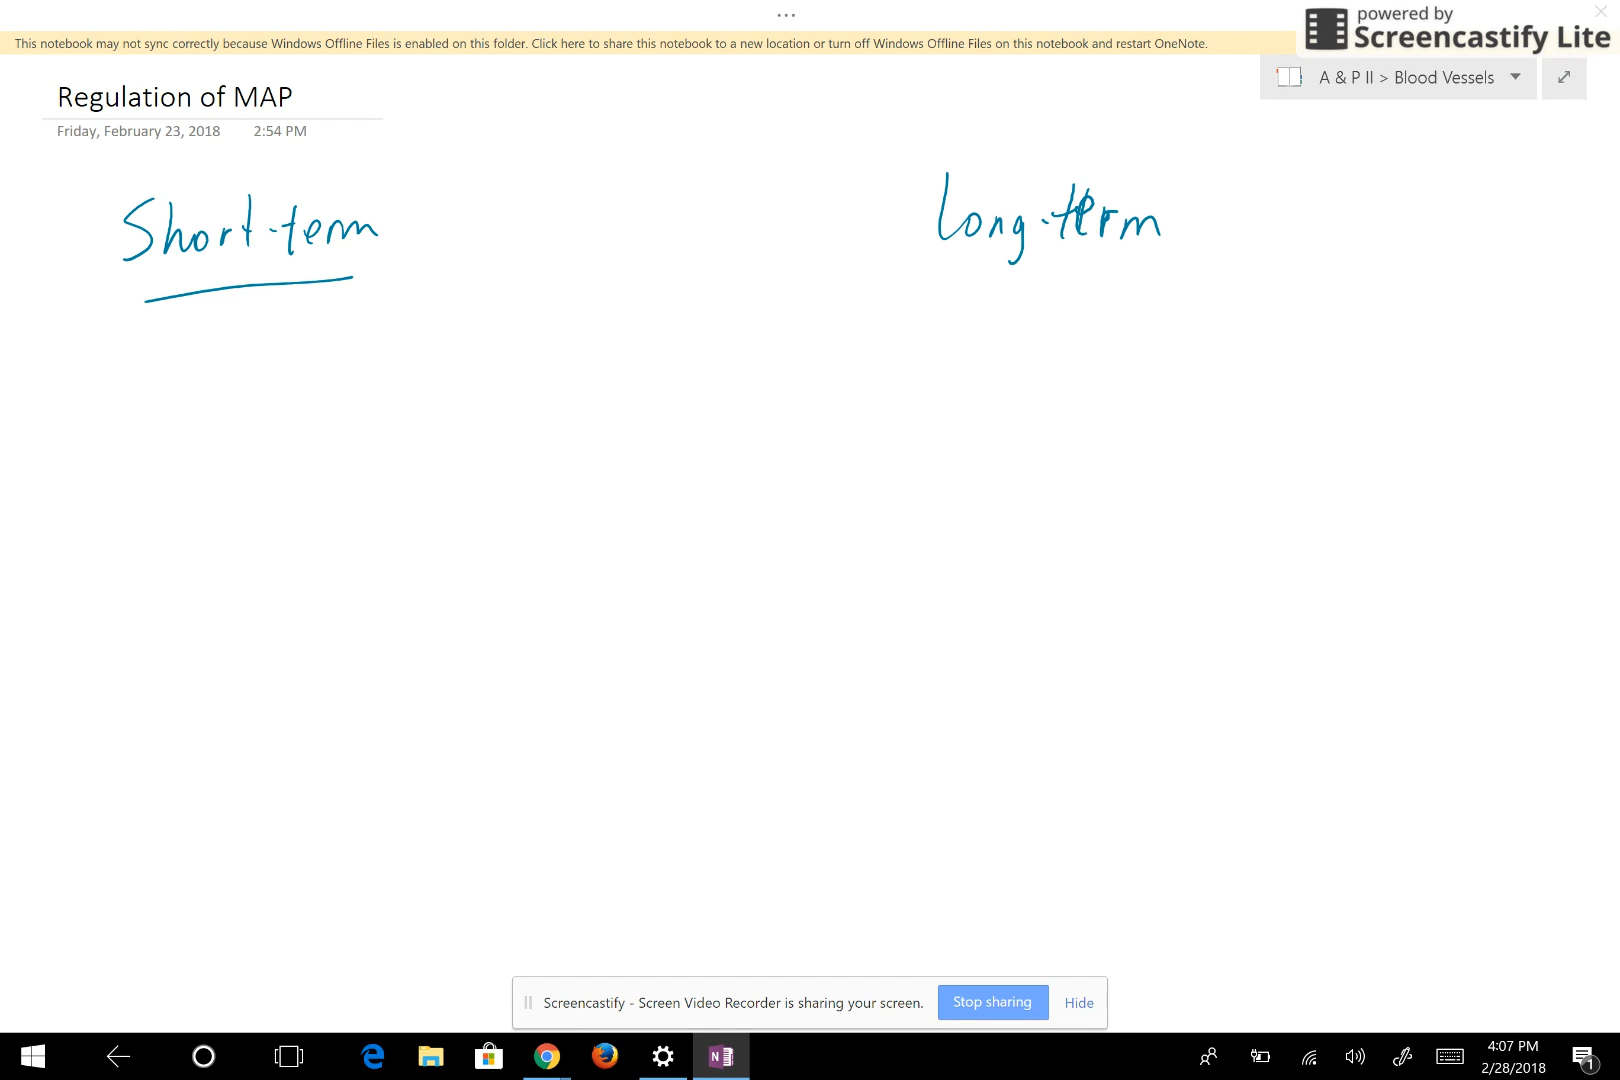 ...
powered by
Screencastify Lite
This notebook may not sync correctly because Windows Offline Files is enabled on this folder. Click here to share this notebook to a new location or turn off Windows Offline Files on this notebook and restart OneNote.
A & P II > Blood Vessels
Regulation of MAP
Friday, February 23, 2018 2:54 PM
Short-term
Long-term
Screencastify - Screen Video Recorder is sharing your screen. Stop sharing Hide
N
4:07 PM
2/28/2018
1